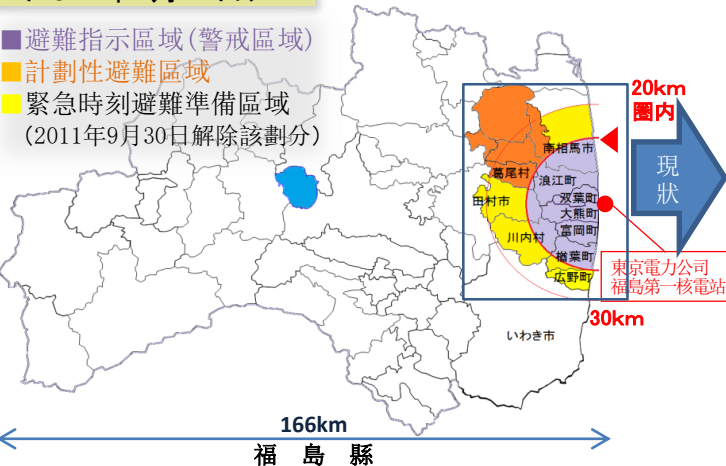 避難指示區域(警戒區域)
計劃性避難區域
緊急時刻避難準備區域
(2011年9月30日解除該劃分)
20km
圏内
南相馬市
葛尾村
浪江町
田村市
双葉町
大熊町
富岡町
川内村
楢葉町
広野町
現狀
東京電力公司
福島第一核電站
30km
いわき市
166km
福島縣